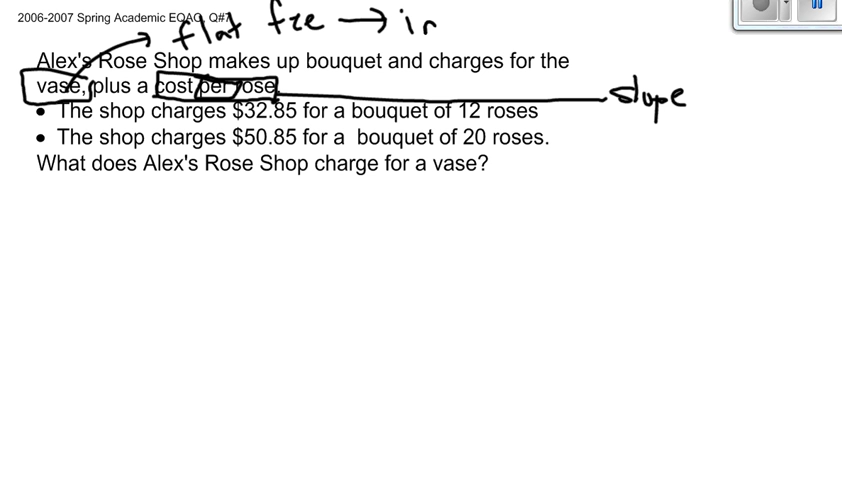 2006-2007 Spring Academic EQAO, Q#7
flat fee → in
Alex's Rose Shop makes up bouquet and charges for the
vase, plus a cost per rose.
slope
• The shop charges $32.85 for a bouquet of 12 roses
• The shop charges $50.85 for a bouquet of 20 roses.
What does Alex's Rose Shop charge for a vase?